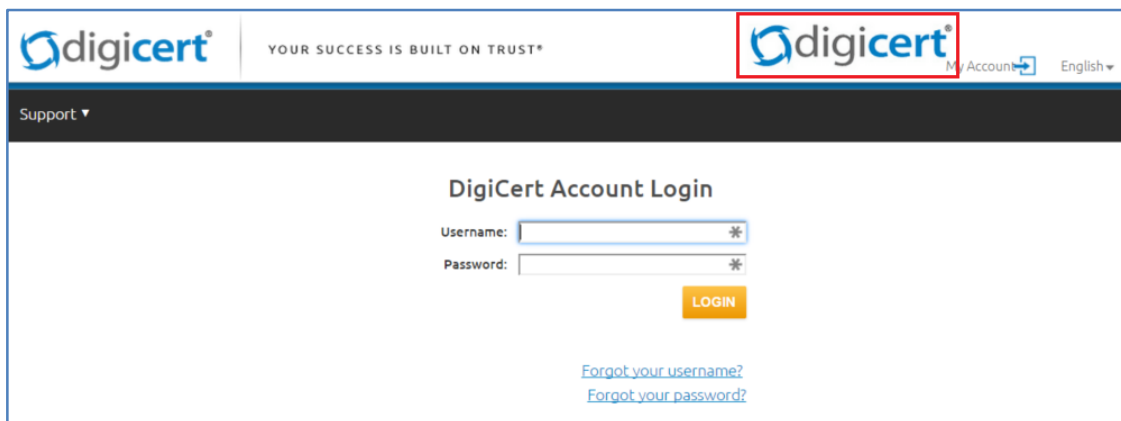 digicert® YOUR SUCCESS IS BUILT ON TRUST® digicert®
My Account English ▾
Support ▼
DigiCert Account Login
Username:
Password:
LOGIN
Forgot your username?
Forgot your password?